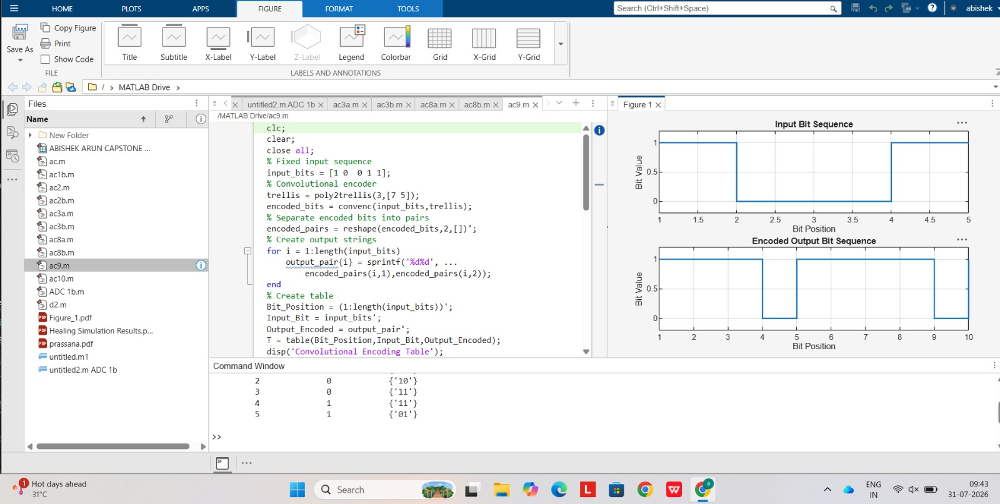 HOME PLOTS APPS FIGURE FORMAT TOOLS Search (Ctrl+Shift+Space) abishek
Save As
Copy Figure
Print
Show Code
FILE
Title Subtitle X-Label Y-Label Z-Label Legend Colorbar Grid X-Grid Y-Grid
LABELS AND ANNOTATIONS
/ > MATLAB Drive >
Files
Name
New Folder
ABISHEK ARUN CAPSTONE ...
ac.m
ac1b.m
ac2.m
ac2b.m
ac3a.m
ac3b.m
ac8a.m
ac8b.m
ac9.m
ac10.m
ADC 1b.m
d2.m
Figure_1.pdf
Healing Simulation Results.p...
prassana.pdf
untitled.m1
untitled2.m ADC 1b
untitled2.m ADC 1b ac3a.m ac3b.m ac8a.m ac8b.m ac9.m
/MATLAB Drive/ac9.m
clc;
clear;
close all;
% Fixed input sequence
input_bits = [1 0  0 1 1];
% Convolutional encoder
trellis = poly2trellis(3,[7 5]);
encoded_bits = convenc(input_bits,trellis);
% Separate encoded bits into pairs
encoded_pairs = reshape(encoded_bits,2,[])';
% Create output strings
for i = 1:length(input_bits)
output_pair{i} = sprintf('%d%d', ...
encoded_pairs(i,1),encoded_pairs(i,2));
end
% Create table
Bit_Position = (1:length(input_bits))';
Input_Bit = input_bits';
Output_Encoded = output_pair';
T = table(Bit_Position,Input_Bit,Output_Encoded);
disp('Convolutional Encoding Table');
Figure 1
Input Bit Sequence
Bit Value
1
0.5
0
1 1.5 2 2.5 3 3.5 4 4.5 5
Bit Position
Encoded Output Bit Sequence
Bit Value
1
0.5
0
1 2 3 4 5 6 7 8 9 10
Bit Position
Command Window
2 0 {'10'}
3 0 {'11'}
4 1 {'11'}
5 1 {'01'}
>>
1
Hot days ahead
31°C
Search
ENG
IN
09:43
31-07-2026